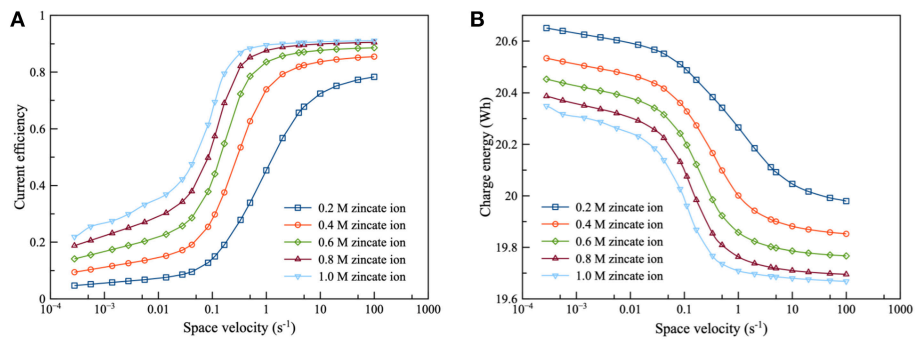 A
Current efficiency
1
0.8
0.6
0.4
0.2
0
0.2 M zincate ion
0.4 M zincate ion
0.6 M zincate ion
0.8 M zincate ion
1.0 M zincate ion
10⁻⁴ 10⁻³ 0.01 0.1 1 10 100 1000
Space velocity (s⁻¹)
B
Charge energy (Wh)
20.6
20.4
20.2
20
19.8
19.6
0.2 M zincate ion
0.4 M zincate ion
0.6 M zincate ion
0.8 M zincate ion
1.0 M zincate ion
10⁻⁴ 10⁻³ 0.01 0.1 1 10 100 1000
Space velocity (s⁻¹)